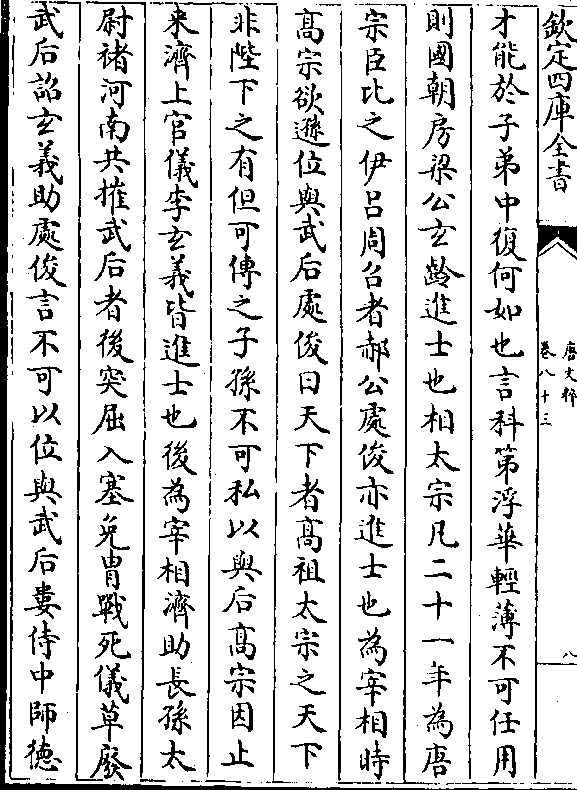 欽定四庫全書
唐文粹
卷八十三
八
才能於子弟中復何如也言科第浮華輕薄不可任用
則國朝房梁公玄齡進士也相太宗凡二十一年為唐
宗臣比之伊吕周召者郝公處俊亦進士也為宰相時
髙宗欲遜位與武后處俊曰天下者髙祖太宗之天下
非陛下之有但可傳之子孫不可私以與后髙宗因止
来濟上官儀李玄義皆進士也後為宰相濟助長孫太
尉褚河南共摧武后者後突屈入塞免胄戰死儀草廢
武后詔玄義助處俊言不可以位與武后婁侍中師徳